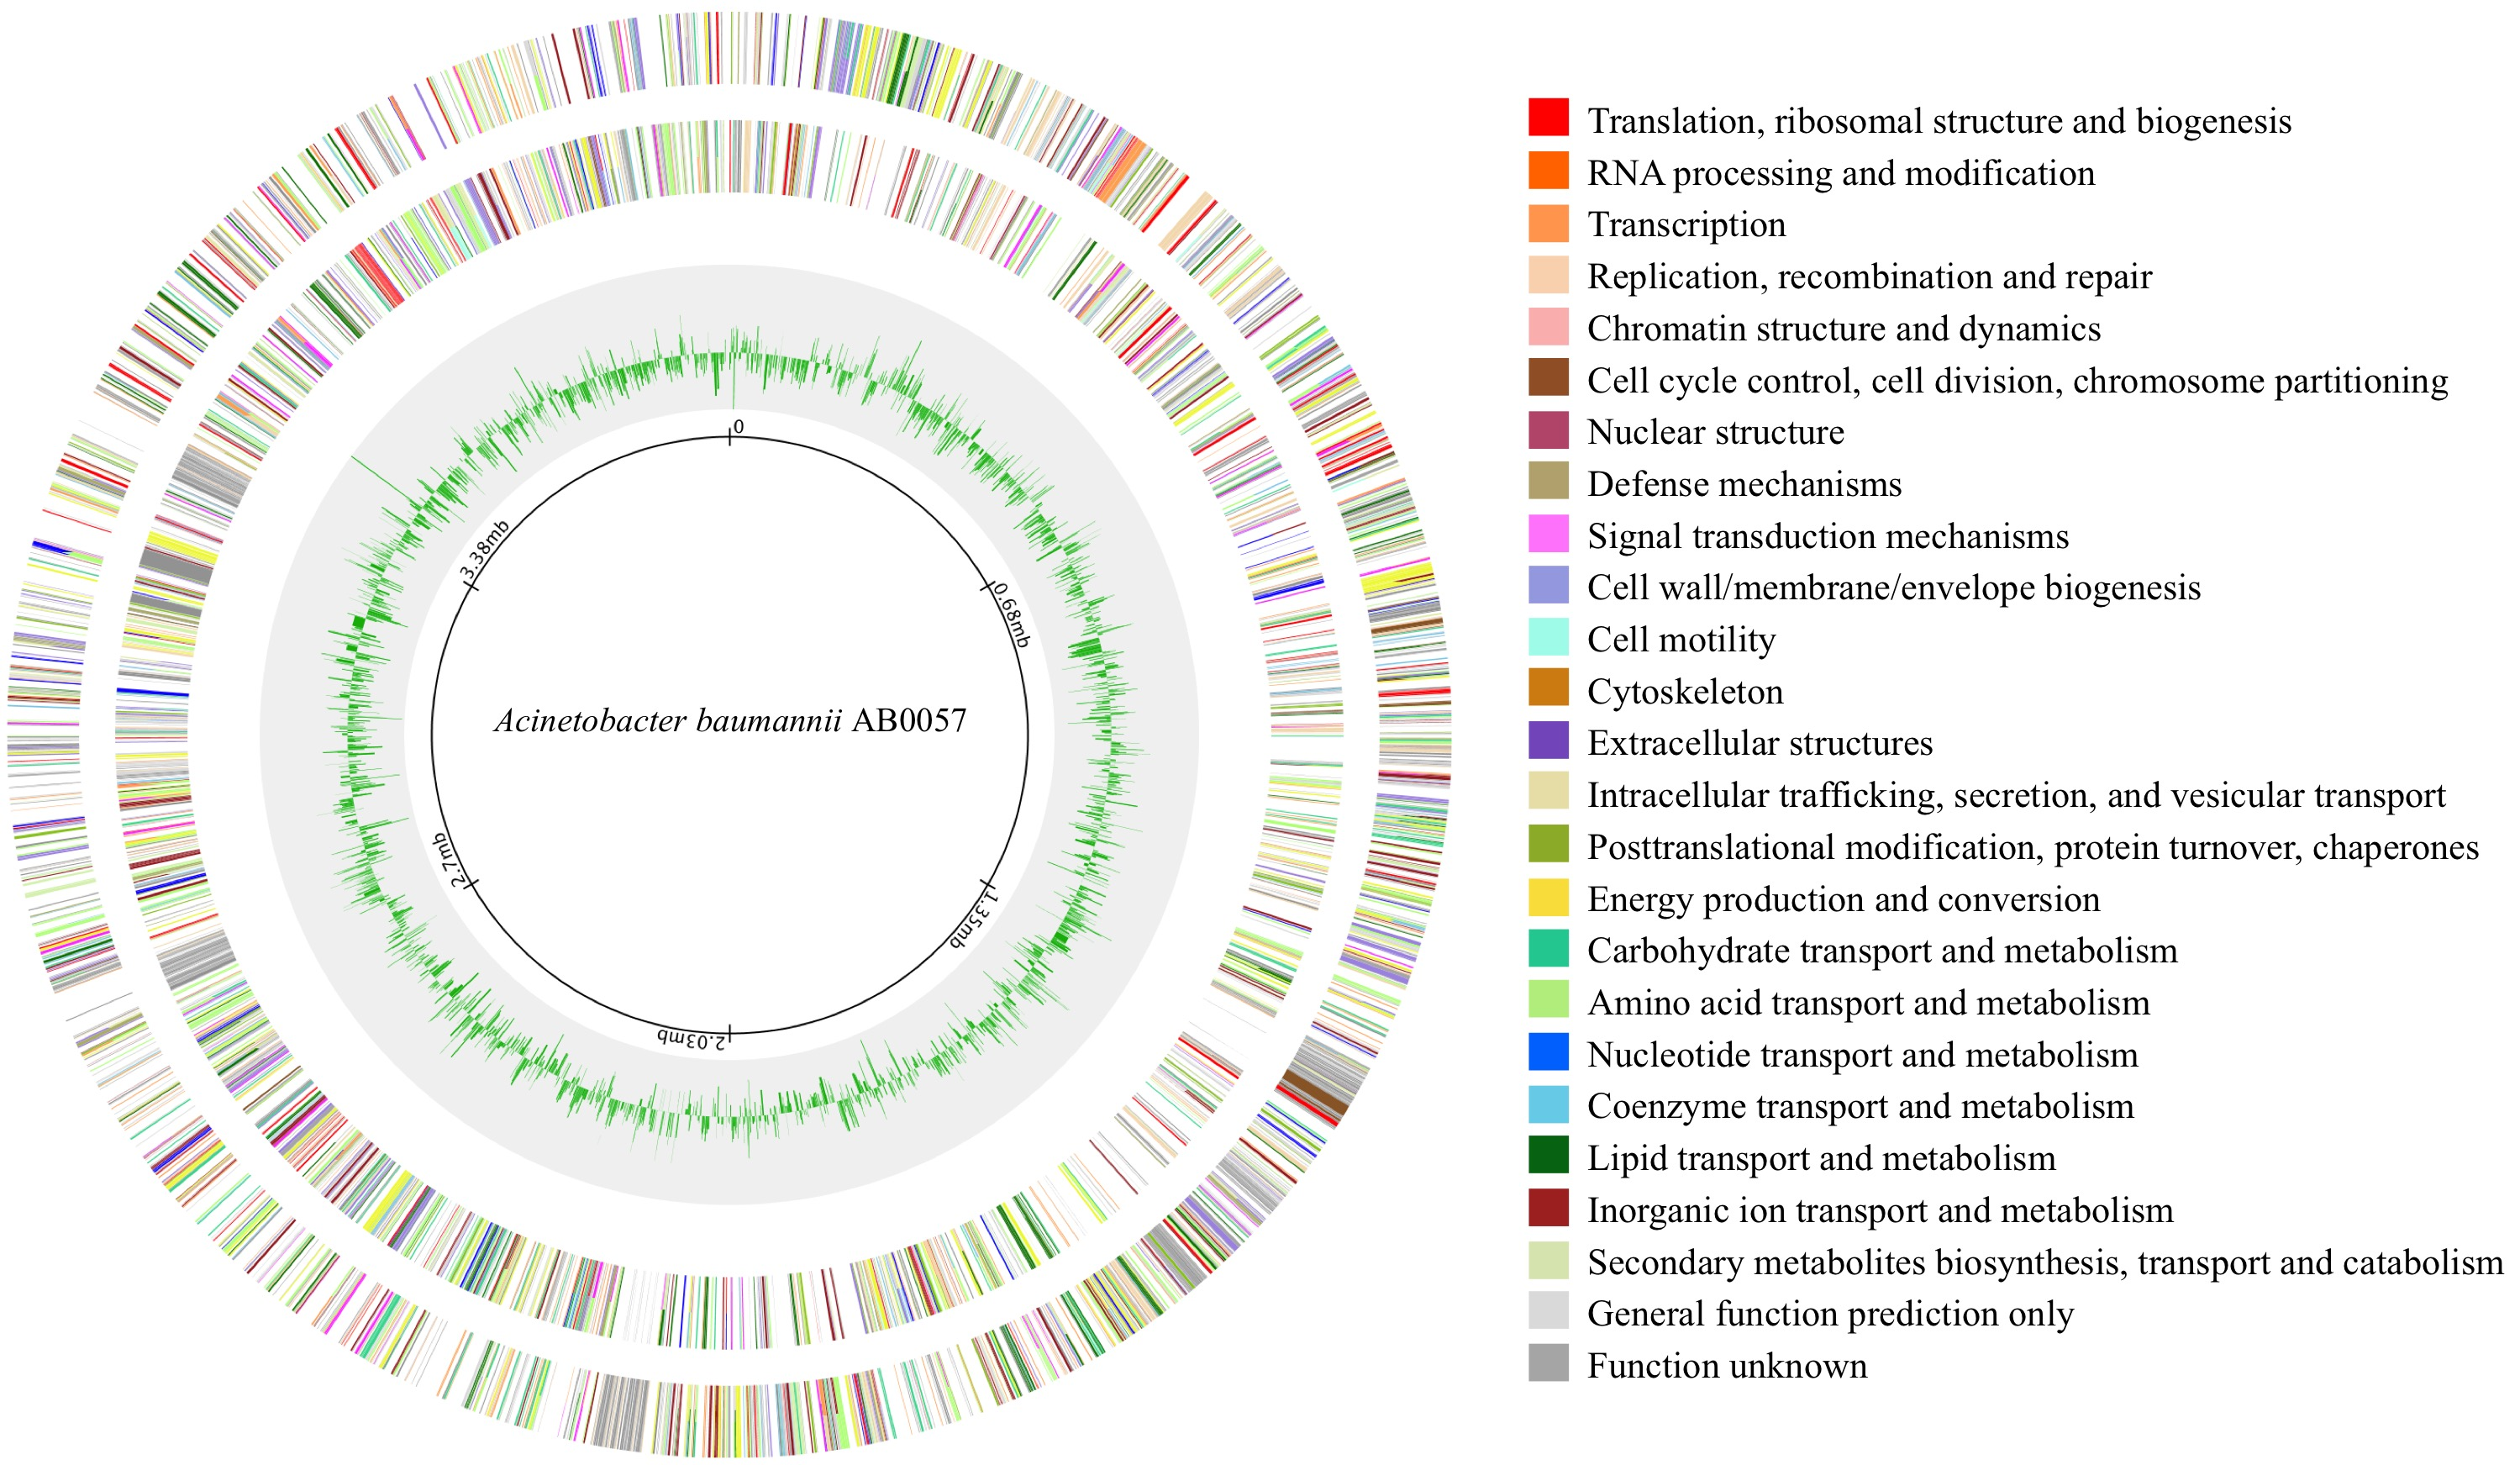 0
0.68mb
1.35mb
2.03mb
2.7mb
3.38mb
Acinetobacter baumannii AB0057
Translation, ribosomal structure and biogenesis
RNA processing and modification
Transcription
Replication, recombination and repair
Chromatin structure and dynamics
Cell cycle control, cell division, chromosome partitioning
Nuclear structure
Defense mechanisms
Signal transduction mechanisms
Cell wall/membrane/envelope biogenesis
Cell motility
Cytoskeleton
Extracellular structures
Intracellular trafficking, secretion, and vesicular transport
Posttranslational modification, protein turnover, chaperones
Energy production and conversion
Carbohydrate transport and metabolism
Amino acid transport and metabolism
Nucleotide transport and metabolism
Coenzyme transport and metabolism
Lipid transport and metabolism
Inorganic ion transport and metabolism
Secondary metabolites biosynthesis, transport and catabolism
General function prediction only
Function unknown